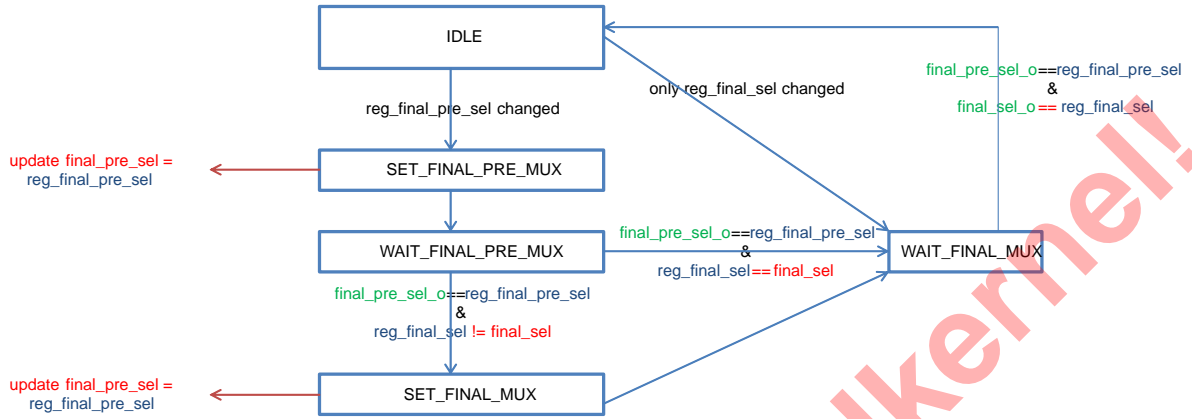 IDLE
final_pre_sel_o==reg_final_pre_sel
&
final_sel_o== reg_final_sel
only reg_final_sel changed
reg_final_pre_sel changed
update final_pre_sel =
reg_final_pre_sel
SET_FINAL_PRE_MUX
final_pre_sel_o==reg_final_pre_sel
&
reg_final_sel==final_sel
WAIT_FINAL_PRE_MUX
WAIT_FINAL_MUX
final_pre_sel_o==reg_final_pre_sel
&
reg_final_sel != final_sel
update final_pre_sel =
reg_final_pre_sel
SET_FINAL_MUX